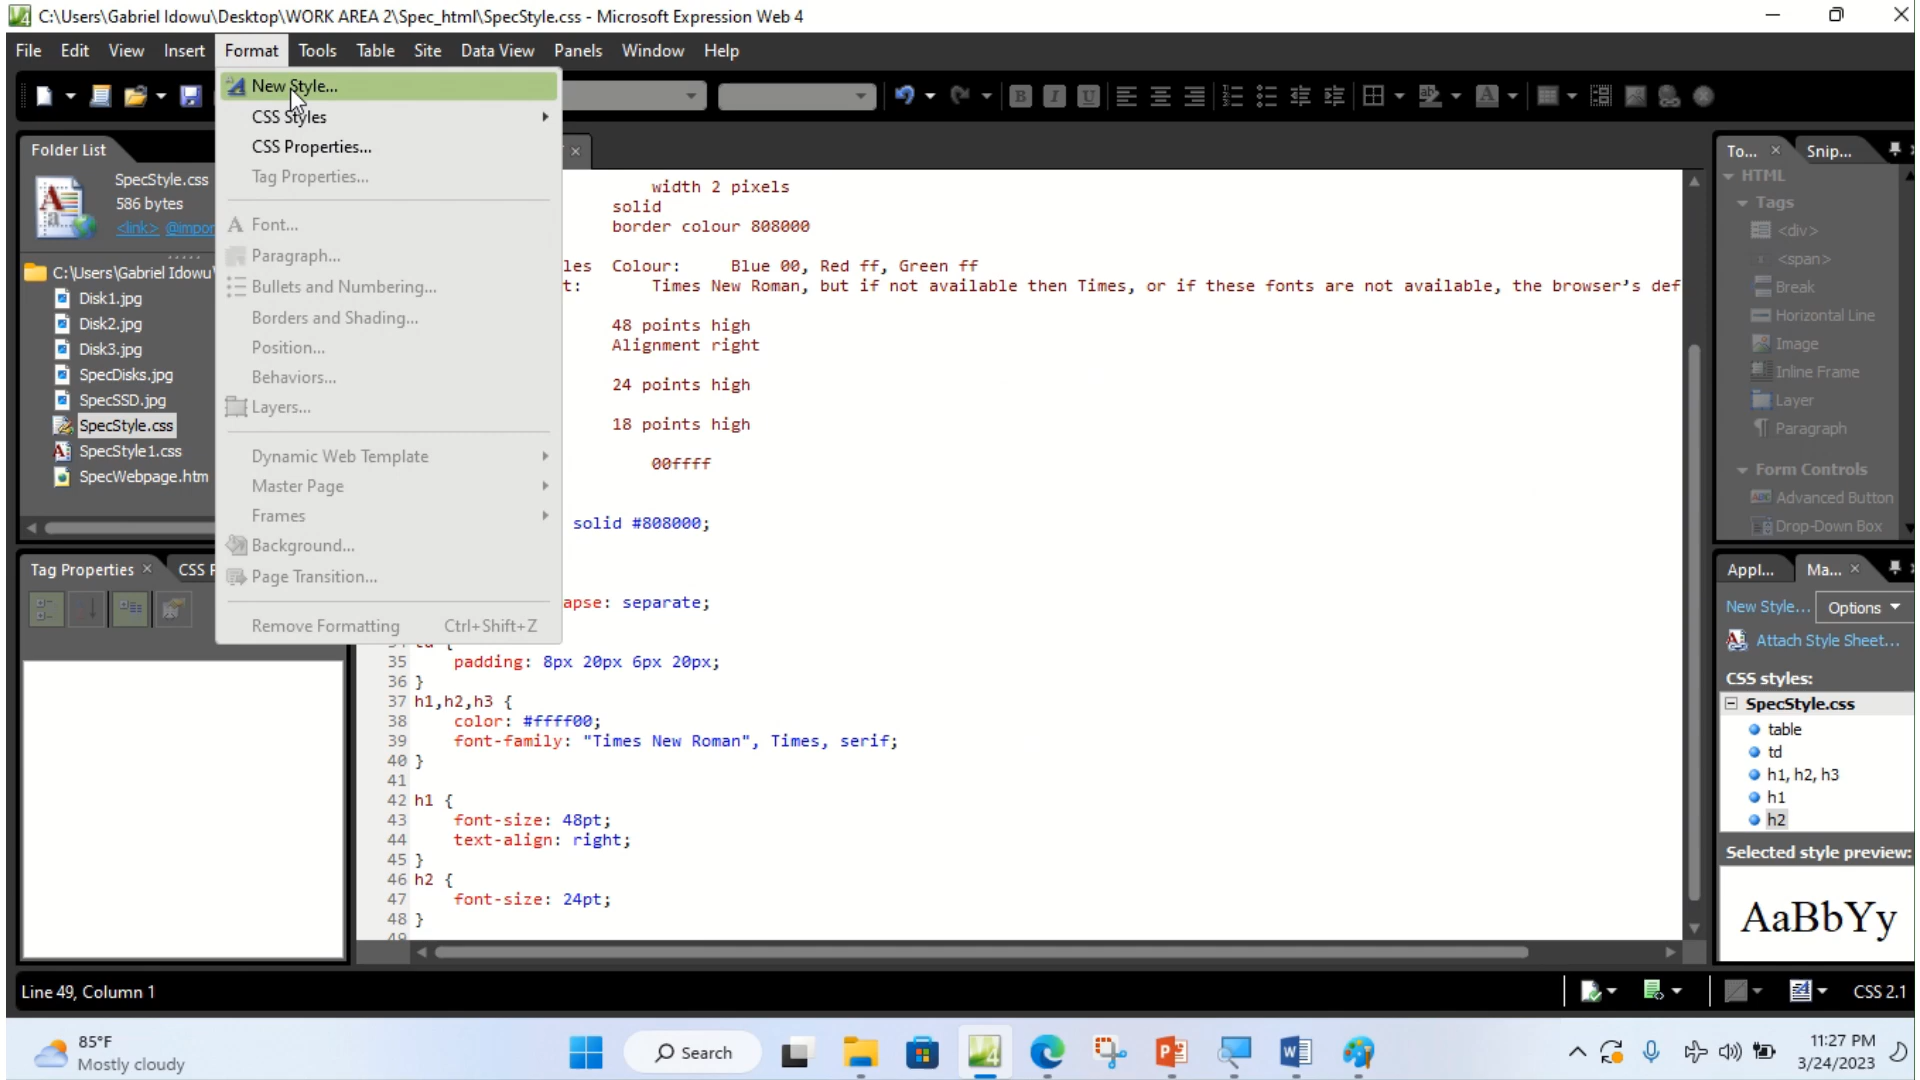 C:\Users\Gabriel Idowu\Desktop\WORK AREA 2\Spec_html\SpecStyle.css - Microsoft Expression Web 4
File Edit View Insert Format Tools Table Site Data View Panels Window Help
New Style...
CSS Styles
CSS Properties...
Tag Properties...
Font...
Paragraph...
Bullets and Numbering...
Borders and Shading...
Position...
Behaviors...
Layers...
Dynamic Web Template
Master Page
Frames
Background...
Page Transition...
Remove Formatting Ctrl+Shift+Z
Folder List
SpecStyle.css
586 bytes
<link> @impor
C:\Users\Gabriel Idowu\
Disk1.jpg
Disk2.jpg
Disk3.jpg
SpecDisks.jpg
SpecSSD.jpg
SpecStyle.css
SpecStyle1.css
SpecWebpage.htm
Tag Properties CSS P
width 2 pixels
solid
border colour 808000
les Colour: Blue 00, Red ff, Green ff
t: Times New Roman, but if not available then Times, or if these fonts are not available, the browser’s def
48 points high
Alignment right
24 points high
18 points high
00ffff
solid #808000;
apse: separate;
35 padding: 8px 20px 6px 20px;
36 }
37 h1,h2,h3 {
38 color: #ffff00;
39 font-family: "Times New Roman", Times, serif;
40 }
41
42 h1 {
43 font-size: 48pt;
44 text-align: right;
45 }
46 h2 {
47 font-size: 24pt;
48 }
49
To... Snip...
HTML
Tags
<div>
<span>
Break
Horizontal Line
Image
Inline Frame
Layer
Paragraph
Form Controls
Advanced Button
Drop-Down Box
Appl... Ma...
New Style... Options
Attach Style Sheet...
CSS styles:
SpecStyle.css
table
td
h1, h2, h3
h1
h2
Selected style preview:
AaBbYy
Line 49, Column 1
CSS 2.1
85°F
Mostly cloudy
Search
11:27 PM
3/24/2023